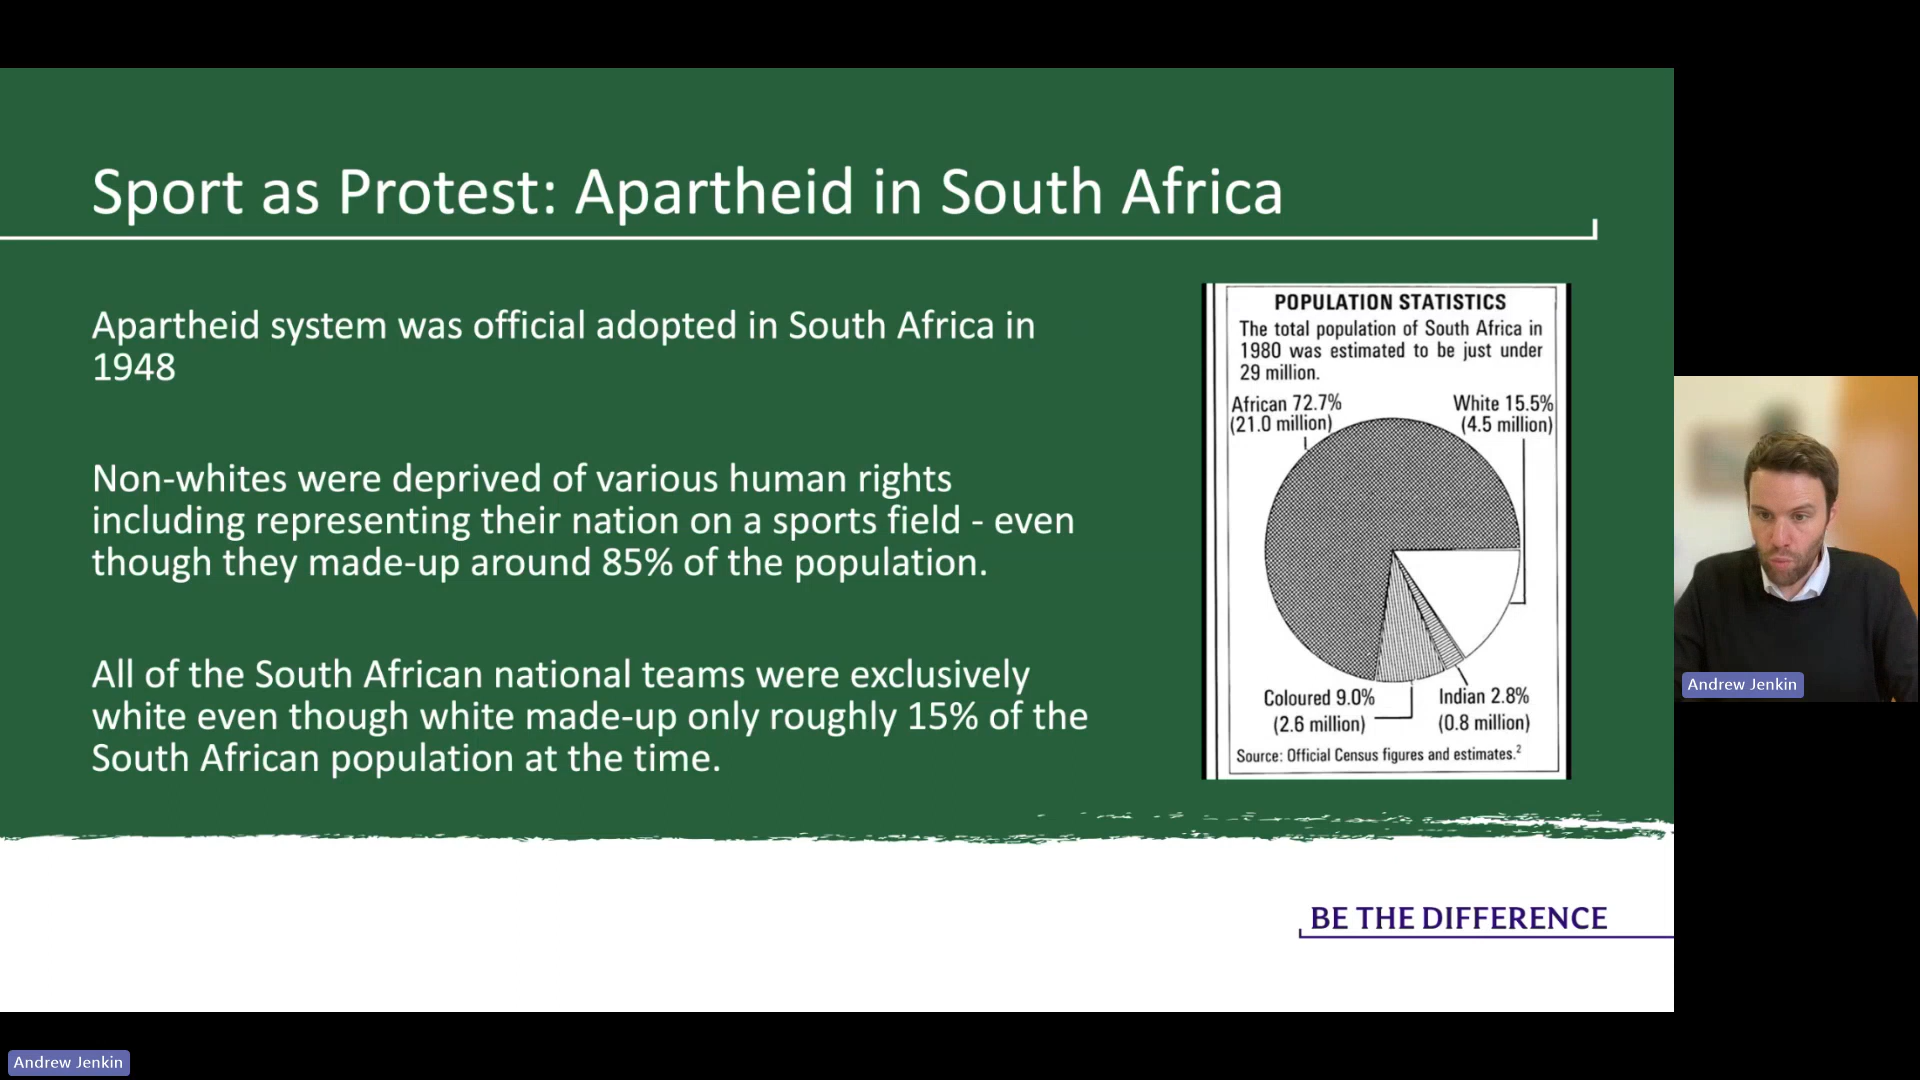 Sport as Protest: Apartheid in South Africa
Apartheid system was official adopted in South Africa in
1948
Non-whites were deprived of various human rights
including representing their nation on a sports field - even
though they made-up around 85% of the population.
All of the South African national teams were exclusively
white even though white made-up only roughly 15% of the
South African population at the time.
POPULATION STATISTICS
The total population of South Africa in
1980 was estimated to be just under
29 million.
African 72.7%
(21.0 million)
White 15.5%
(4.5 million)
Coloured 9.0%
(2.6 million)
Indian 2.8%
(0.8 million)
Source: Official Census figures and estimates.2
BE THE DIFFERENCE
Andrew Jenkin
Andrew Jenkin